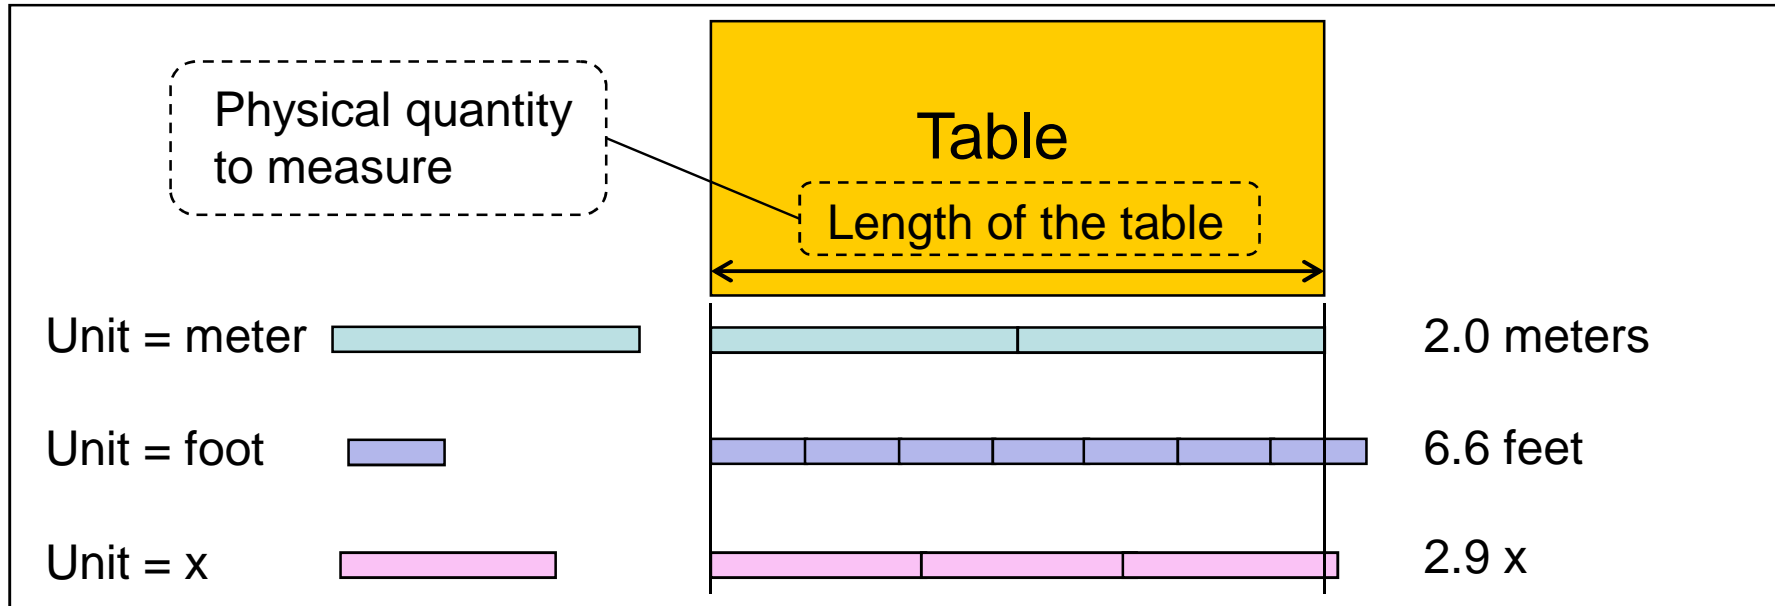 Physical quantity
to measure
Table
Length of the table
Unit = meter
2.0 meters
Unit = foot
6.6 feet
Unit = x
2.9 x